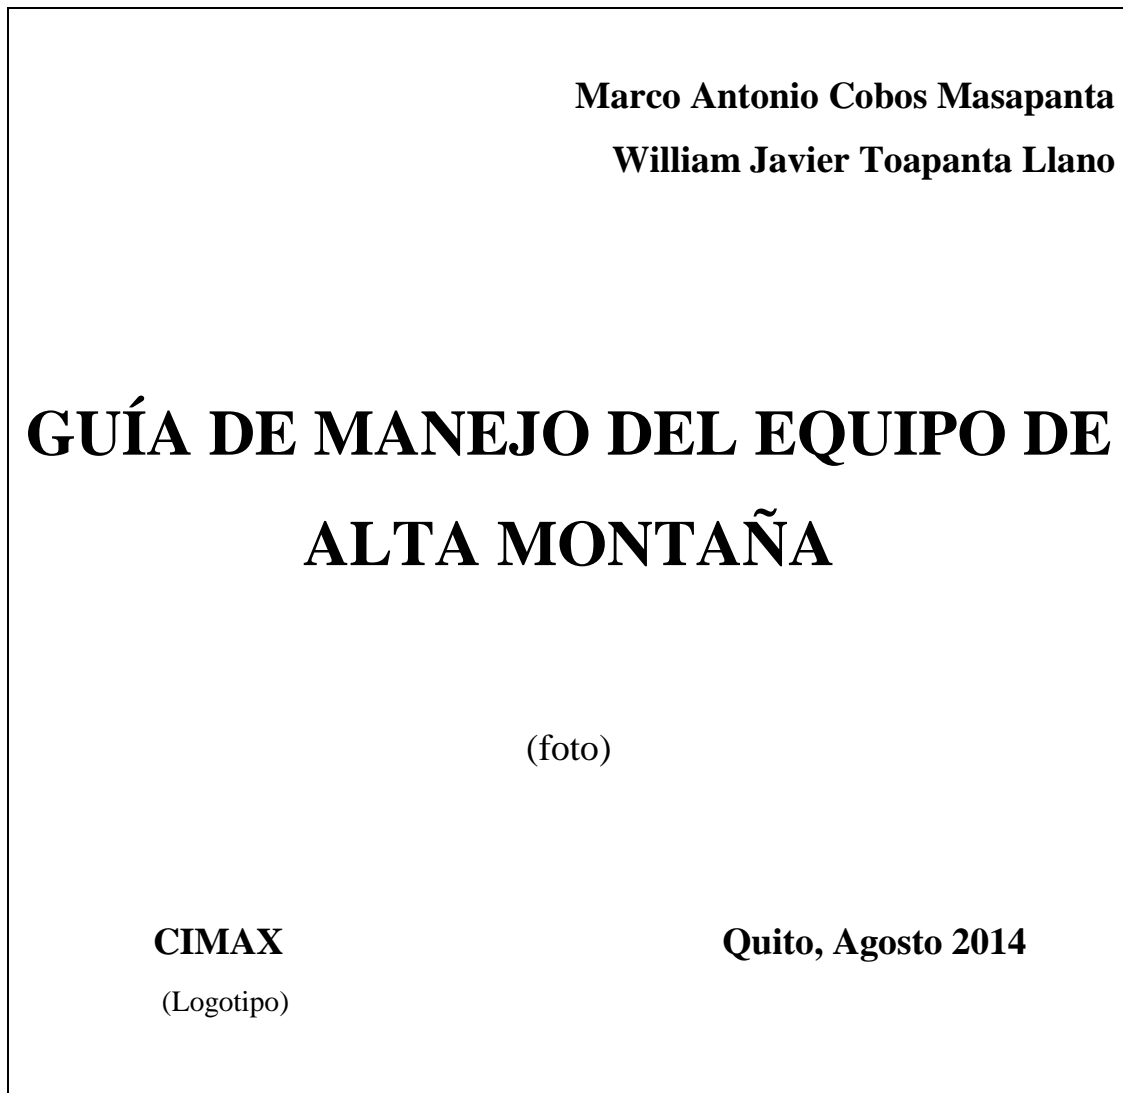 Marco Antonio Cobos Masapanta
William Javier Toapanta Llano
GUÍA DE MANEJO DEL EQUIPO DE
ALTA MONTAÑA
(foto)
CIMAX
Quito, Agosto 2014
(Logotipo)